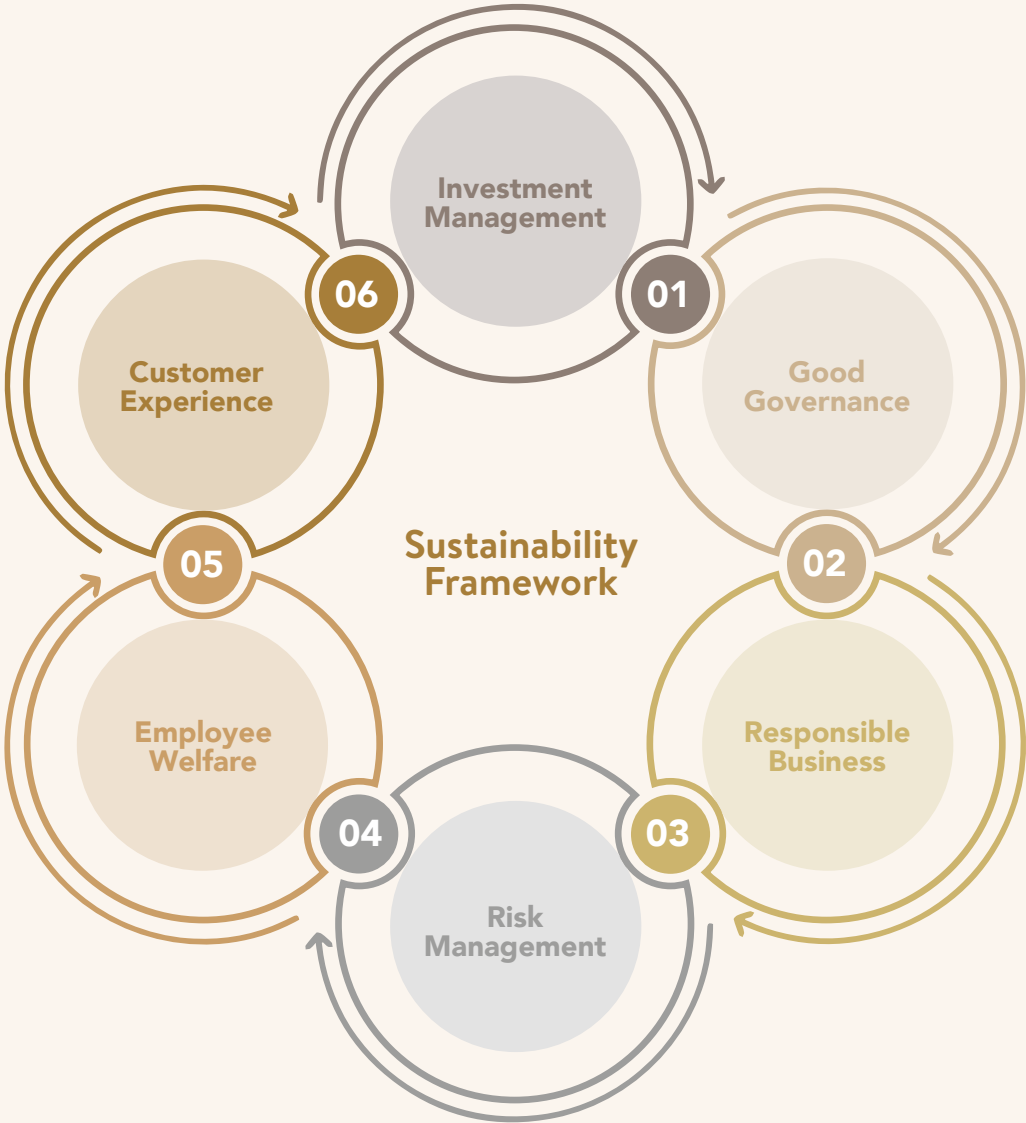 Investment
Management
01
Good
Governance
02
Responsible
Business
03
Risk
Management
04
Employee
Welfare
05
Customer
Experience
06
Sustainability
Framework